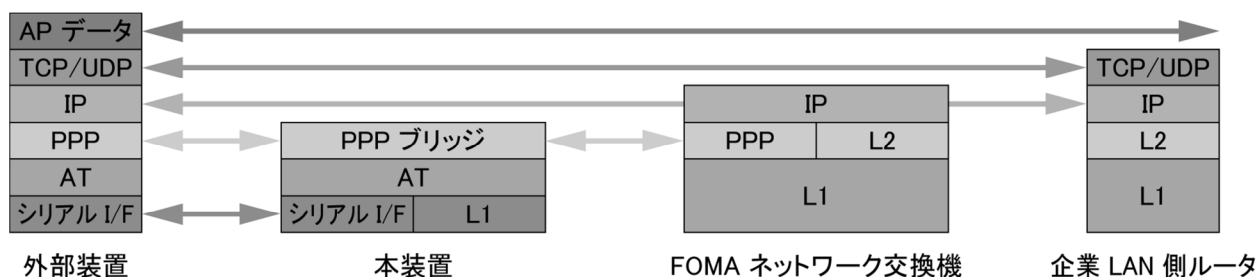 AP データ
TCP/UDP
IP
PPP
AT
シリアル I/F
外部装置
PPP ブリッジ
AT
シリアル I/F
L1
本装置
IP
PPP
L2
L1
FOMA ネットワーク交換機
TCP/UDP
IP
L2
L1
企業 LAN 側ルータ